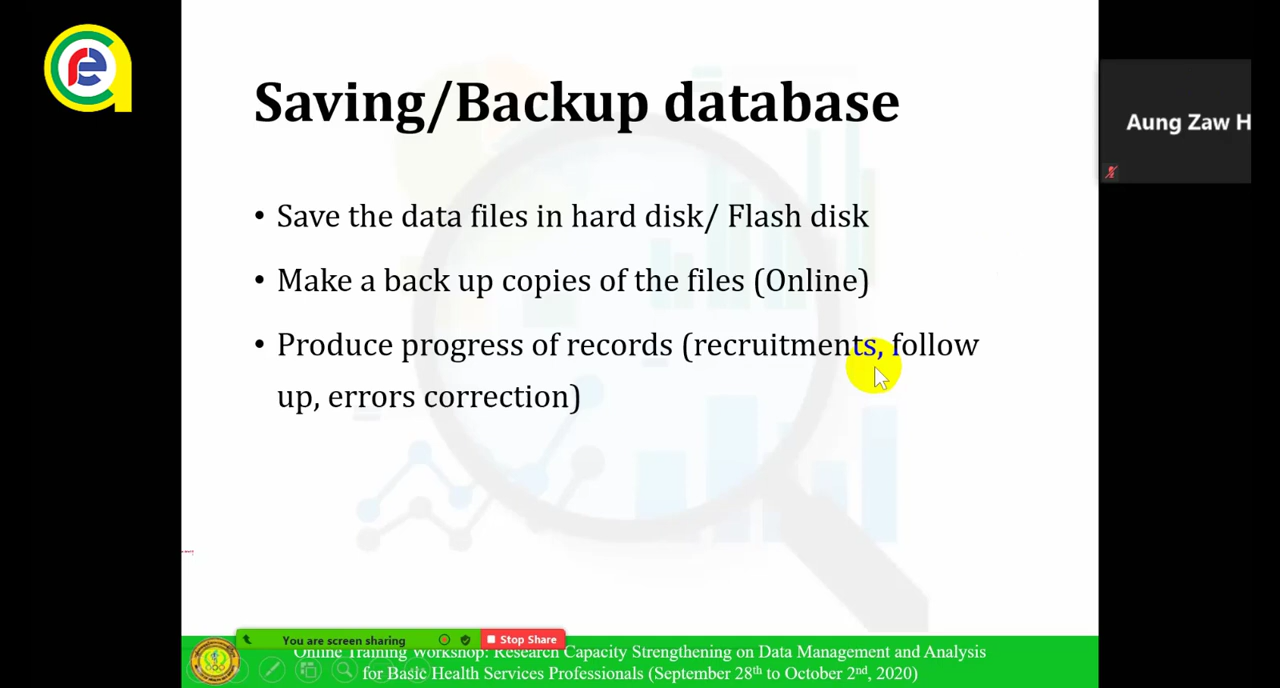 Saving/Backup database
Aung Zaw H
• Save the data files in hard disk/ Flash disk
• Make a back up copies of the files (Online)
• Produce progress of records (recruitments, follow
up, errors correction)
You are screen sharing
Stop Share
Online Training Workshop: Research Capacity Strengthening on Data Management and Analysis
for Basic Health Services Professionals (September 28th to October 2nd, 2020)